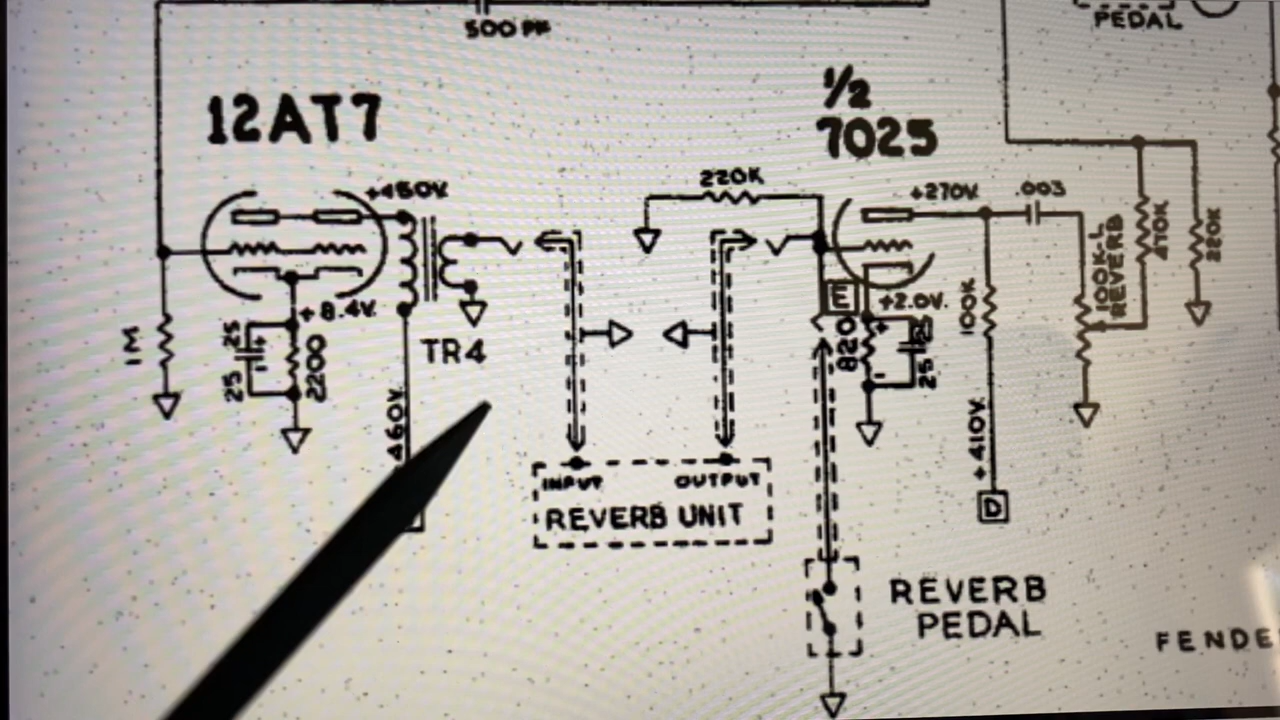 500 PF
PEDAL
12AT7
1/2
7025
+450V.
220K
+270V.
.003
470K
220K
100K-L
REVERB
1M
25 25
+8.4V.
2200
TR4
E
+2.0V.
820
25
100K
460V.
+410V.
INPUT
OUTPUT
REVERB UNIT
D
REVERB
PEDAL
FENDE